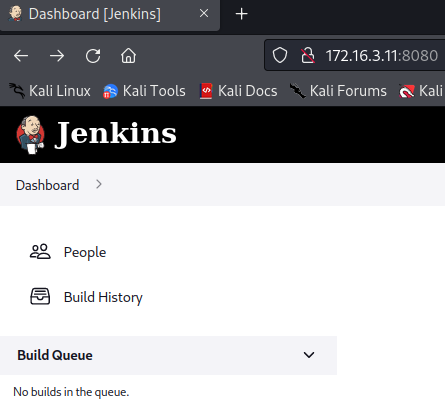 Dashboard [Jenkins]
172.16.3.11:8080
Kali Linux Kali Tools Kali Docs Kali Forums Kali
Jenkins
Dashboard
People
Build History
Build Queue
No builds in the queue.